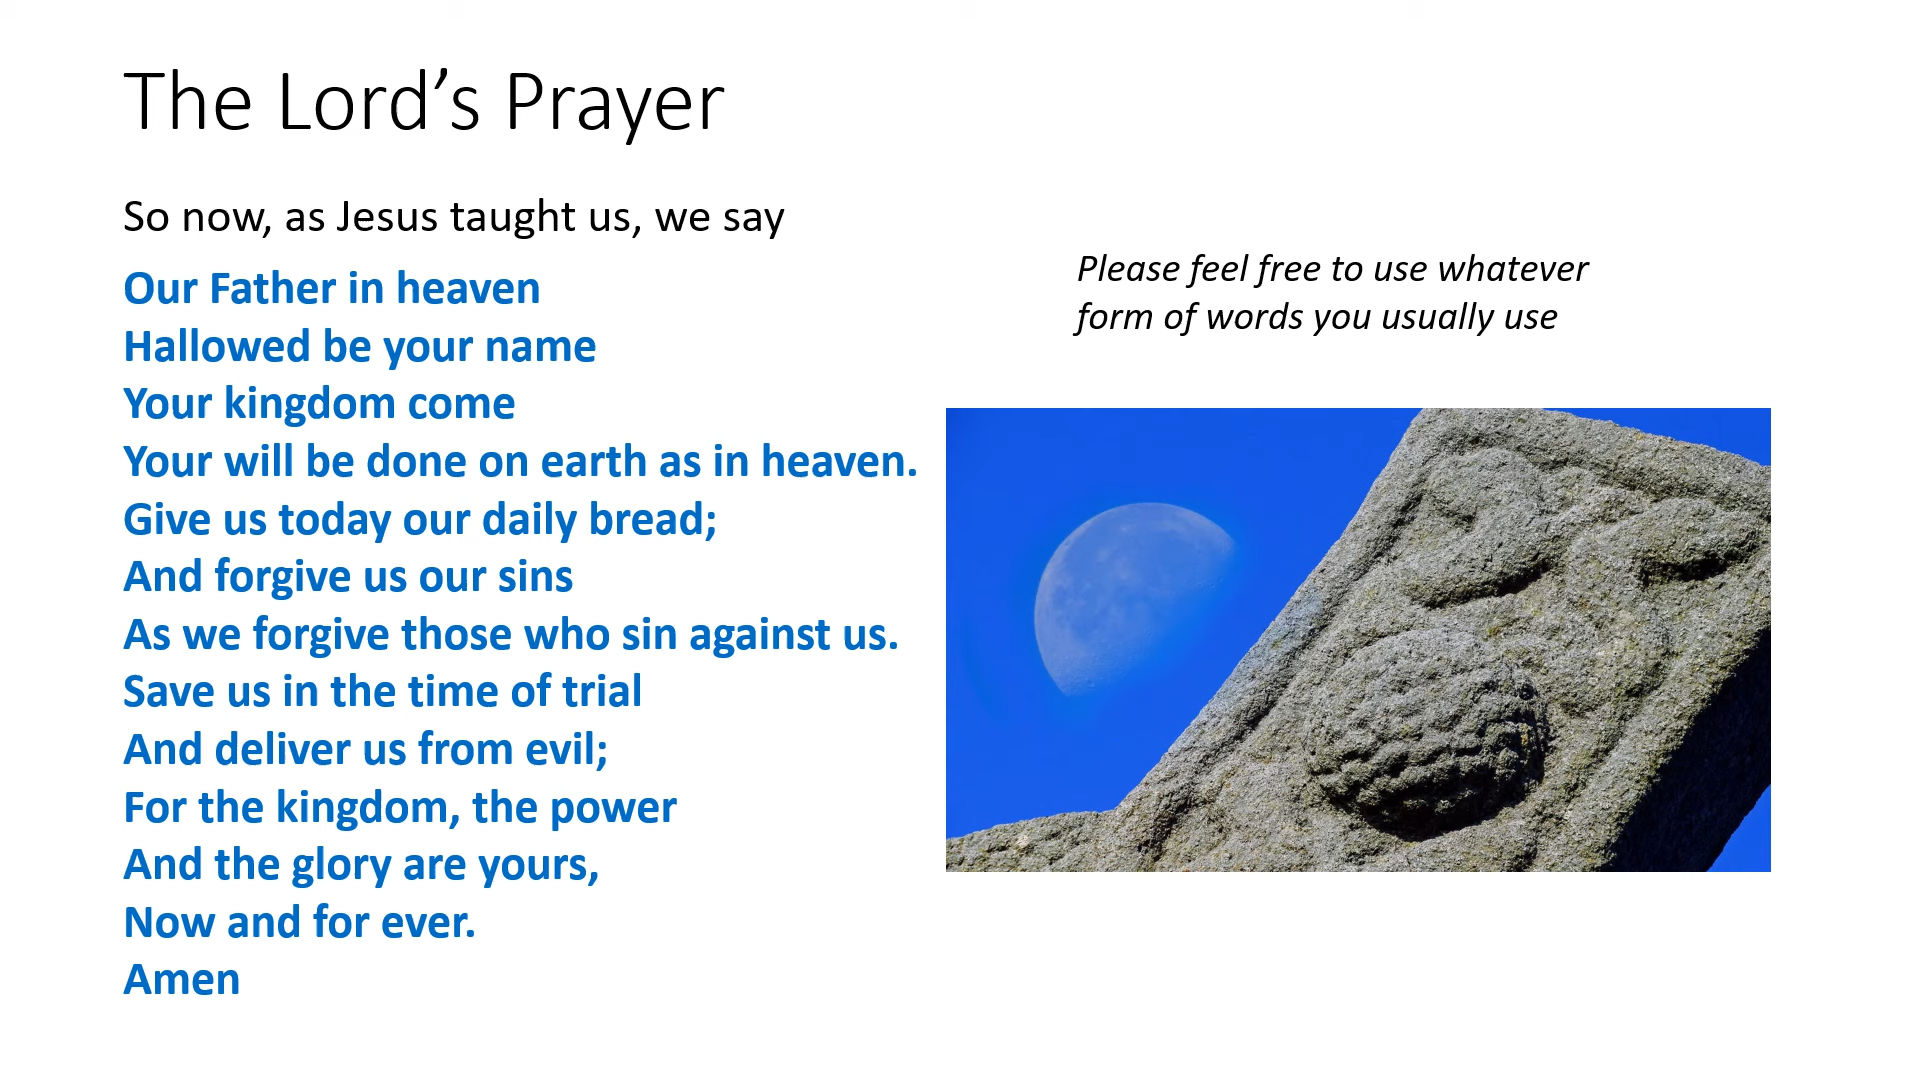 The Lord’s Prayer
So now, as Jesus taught us, we say
Our Father in heaven
Hallowed be your name
Your kingdom come
Your will be done on earth as in heaven.
Give us today our daily bread;
And forgive us our sins
As we forgive those who sin against us.
Save us in the time of trial
And deliver us from evil;
For the kingdom, the power
And the glory are yours,
Now and for ever.
Amen
Please feel free to use whatever
form of words you usually use